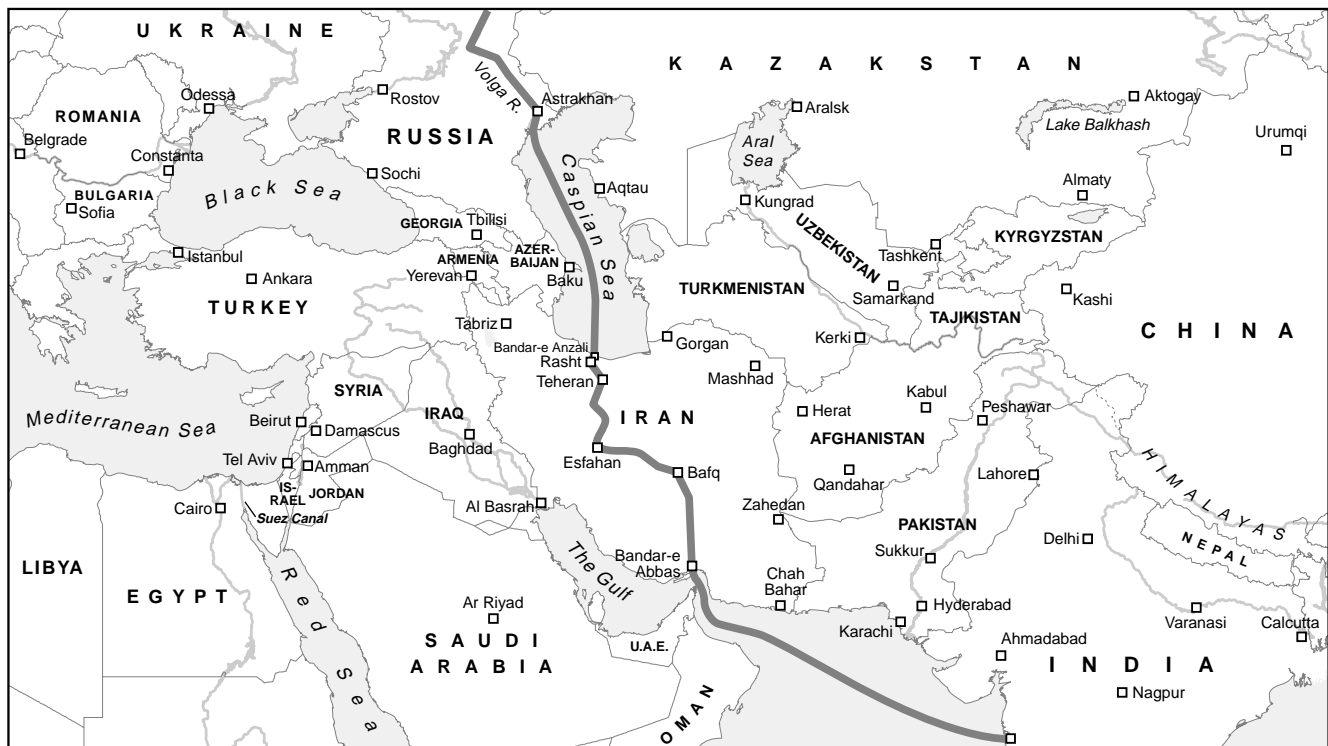 UKRAINE
KAZAKSTAN
Volga R.
Rostov
Astrakhan
Aralsk
Aktogay
Odessa
ROMANIA
RUSSIA
Lake Balkhash
Urumqi
Belgrade
Constanta
Aral
Sea
Sochi
Caspian Sea
Aqtau
Almaty
BULGARIA
Black Sea
Kungrad
Sofia
GEORGIA
Tbilsi
UZBEKISTAN
KYRGYZSTAN
Istanbul
ARMENIA
AZER-
BAIJAN
Tashkent
Ankara
Yerevan
Baku
TURKMENISTAN
Samarkand
Kashi
TURKEY
TAJIKISTAN
Tabriz
Kerki
CHINA
Bandar-e Anzali
Rasht
Gorgan
Teheran
Mashhad
SYRIA
Kabul
Mediterranean Sea
Beirut
IRAQ
IRAN
Herat
Peshawar
Damascus
Baghdad
AFGHANISTAN
Esfahan
Tel Aviv
Amman
Bafq
Qandahar
Lahore
HIMALAYAS
IS-
RAEL
JORDAN
Cairo
Suez Canal
Al Basrah
Zahedan
PAKISTAN
Delhi
NEPAL
Sukkur
The Gulf
Bandar-e
Abbas
LIBYA
Red Sea
EGYPT
Chah
Bahar
Ar Riyad
Hyderabad
Karachi
Varanasi
Calcutta
SAUDI
ARABIA
U.A.E.
Ahmadabad
INDIA
OMAN
Nagpur